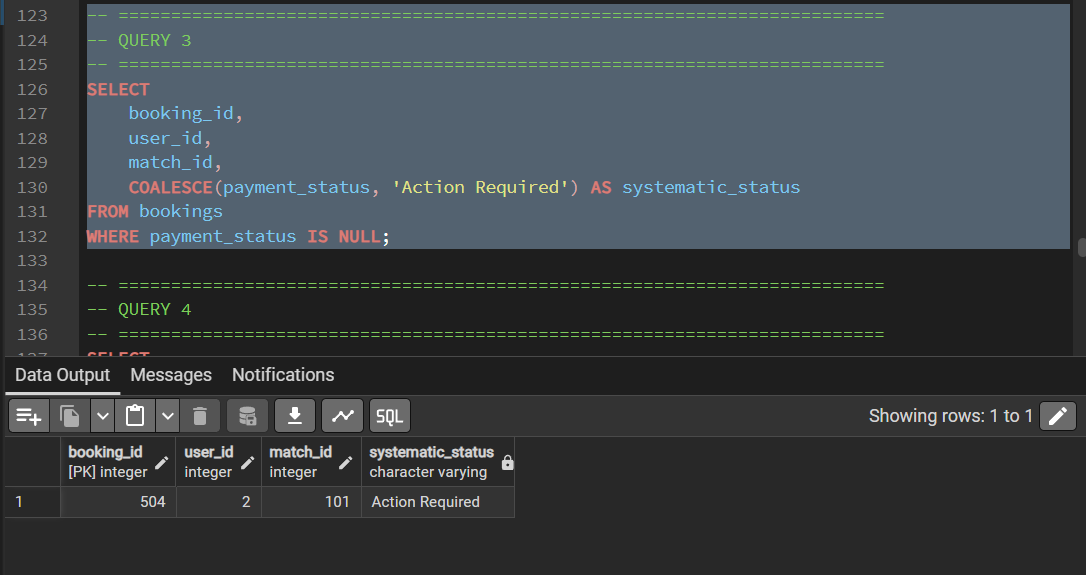 123 -- =========================================================================
124 -- QUERY 3
125 -- =========================================================================
126 SELECT
127 booking_id,
128 user_id,
129 match_id,
130 COALESCE(payment_status, 'Action Required') AS systematic_status
131 FROM bookings
132 WHERE payment_status IS NULL;
133
134 -- =========================================================================
135 -- QUERY 4
136 -- =========================================================================
137 SELECT
Data Output Messages Notifications
SQL Showing rows: 1 to 1
booking_id user_id match_id systematic_status
[PK] integer integer integer character varying
1 504 2 101 Action Required